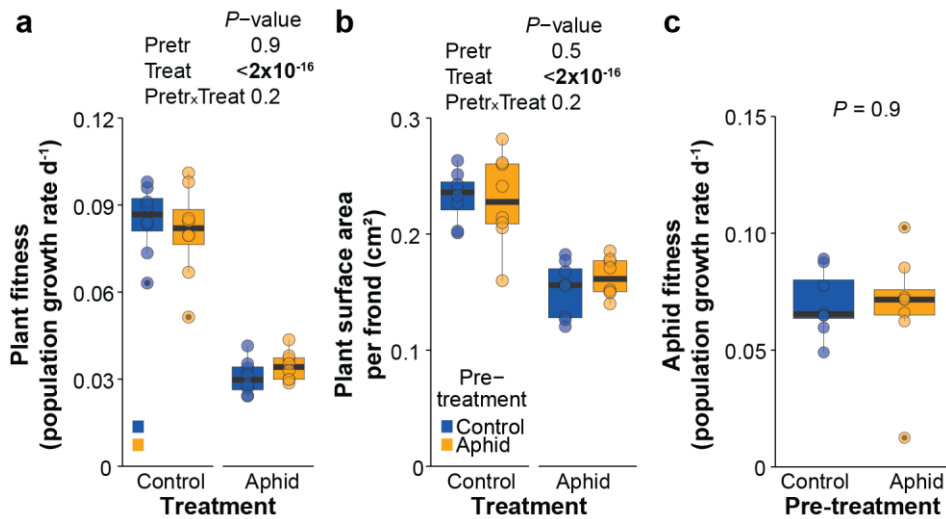 a
P–value
Pretr 0.9
Treat <2x10⁻¹⁶
PretrxTreat 0.2
Plant fitness
(population growth rate d⁻¹)
0.12
0.09
0.06
0.03
0
Control Aphid
Treatment
b
P–value
Pretr 0.5
Treat <2x10⁻¹⁶
PretrxTreat 0.2
Plant surface area
per frond (cm²)
0.3
0.2
0.1
0
Pre-
treatment
Control
Aphid
Control Aphid
Treatment
c
P = 0.9
Aphid fitness
(population growth rate d⁻¹)
0.15
0.10
0.05
0
Control Aphid
Pre-treatment